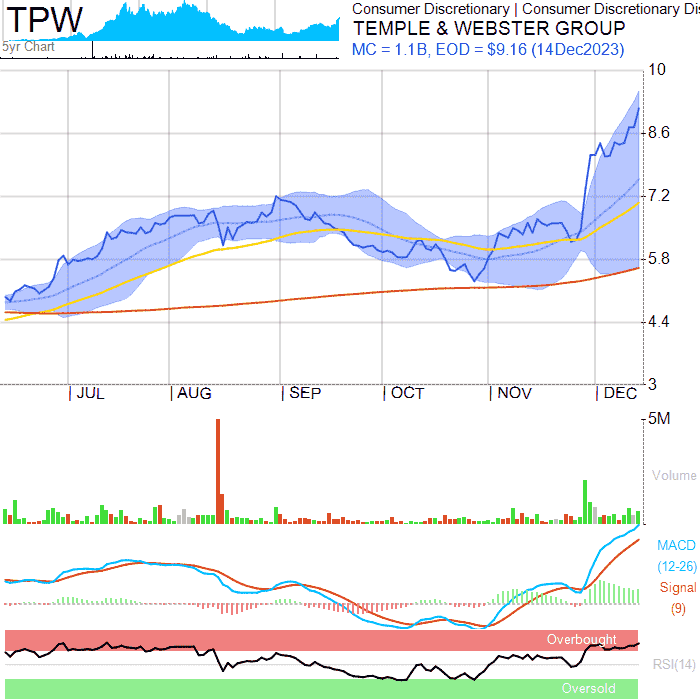 TPW
5yr Chart
Consumer Discretionary | Consumer Discretionary Dis
TEMPLE & WEBSTER GROUP
MC = 1.1B, EOD = $9.16 (14Dec2023)
10
8.6
7.2
5.8
4.4
3
| JUL | AUG | SEP | OCT | NOV | DEC
5M
Volume
MACD
(12-26)
Signal
(9)
Overbought
RSI(14)
Oversold